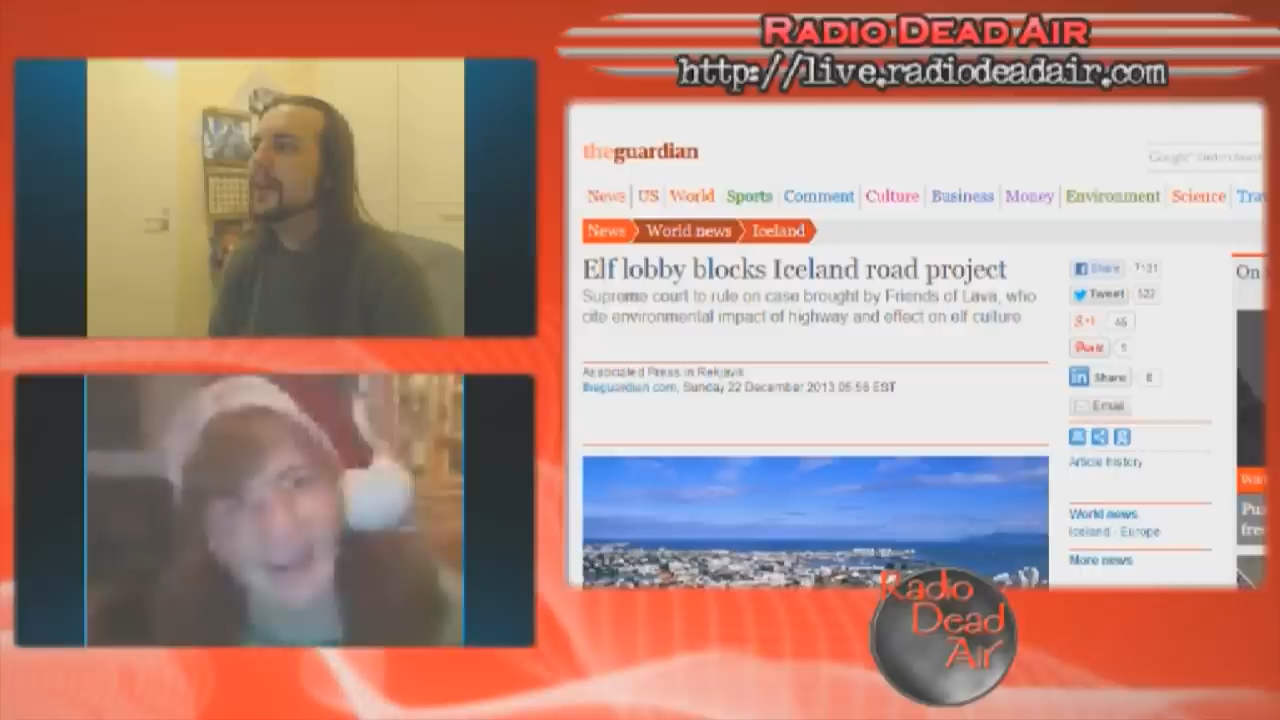 Radio Dead Air
http://live.radiodeadair.com
theguardian
News
US
World
Sports
Comment
Culture
Business
Money
Environment
Science
News
World news
Iceland
Elf lobby blocks Iceland road project
Supreme court to rule on case brought by Friends of Lava, who
cite environmental impact of highway and effect on elf culture
Associated Press in Rekjavis
theguardian.com, Sunday 22 December 2013 05.56 EST
Share
Tweet
522
Share
Email
Article history
World news
Iceland · Europe
More news
On
Radio
Dead
Air